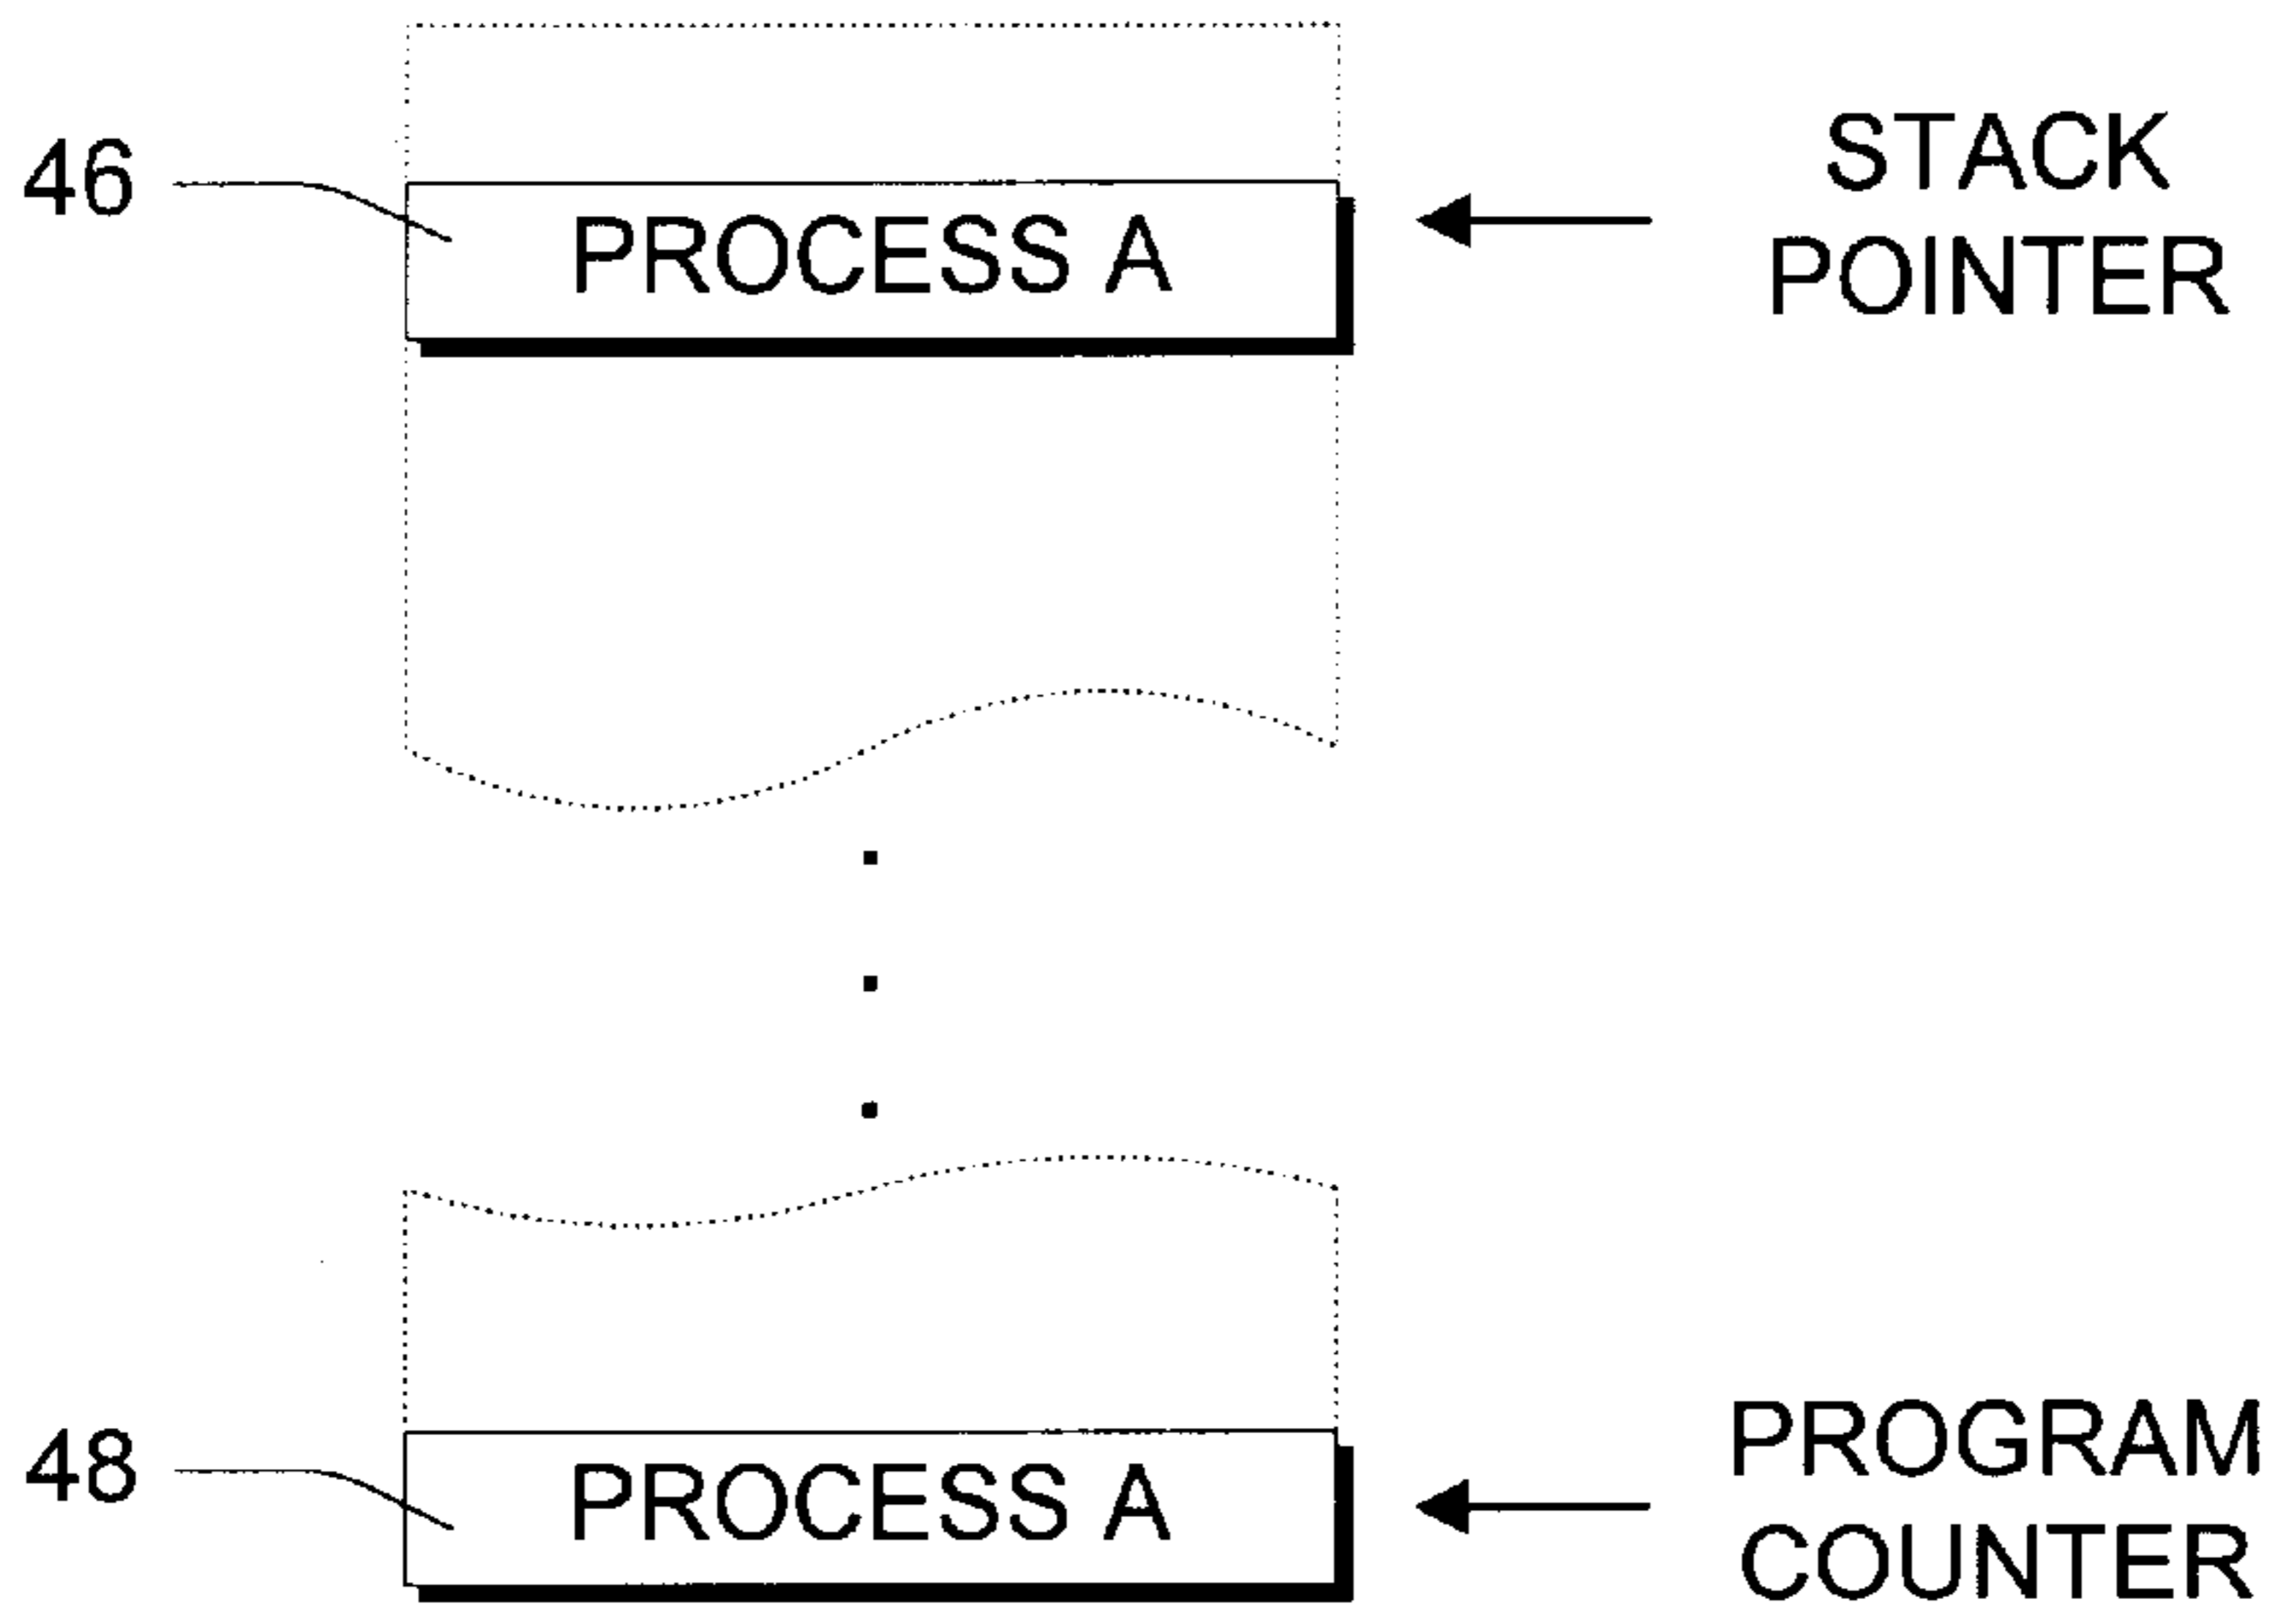 46
PROCESS A
STACK
POINTER
48
PROCESS A
PROGRAM
COUNTER